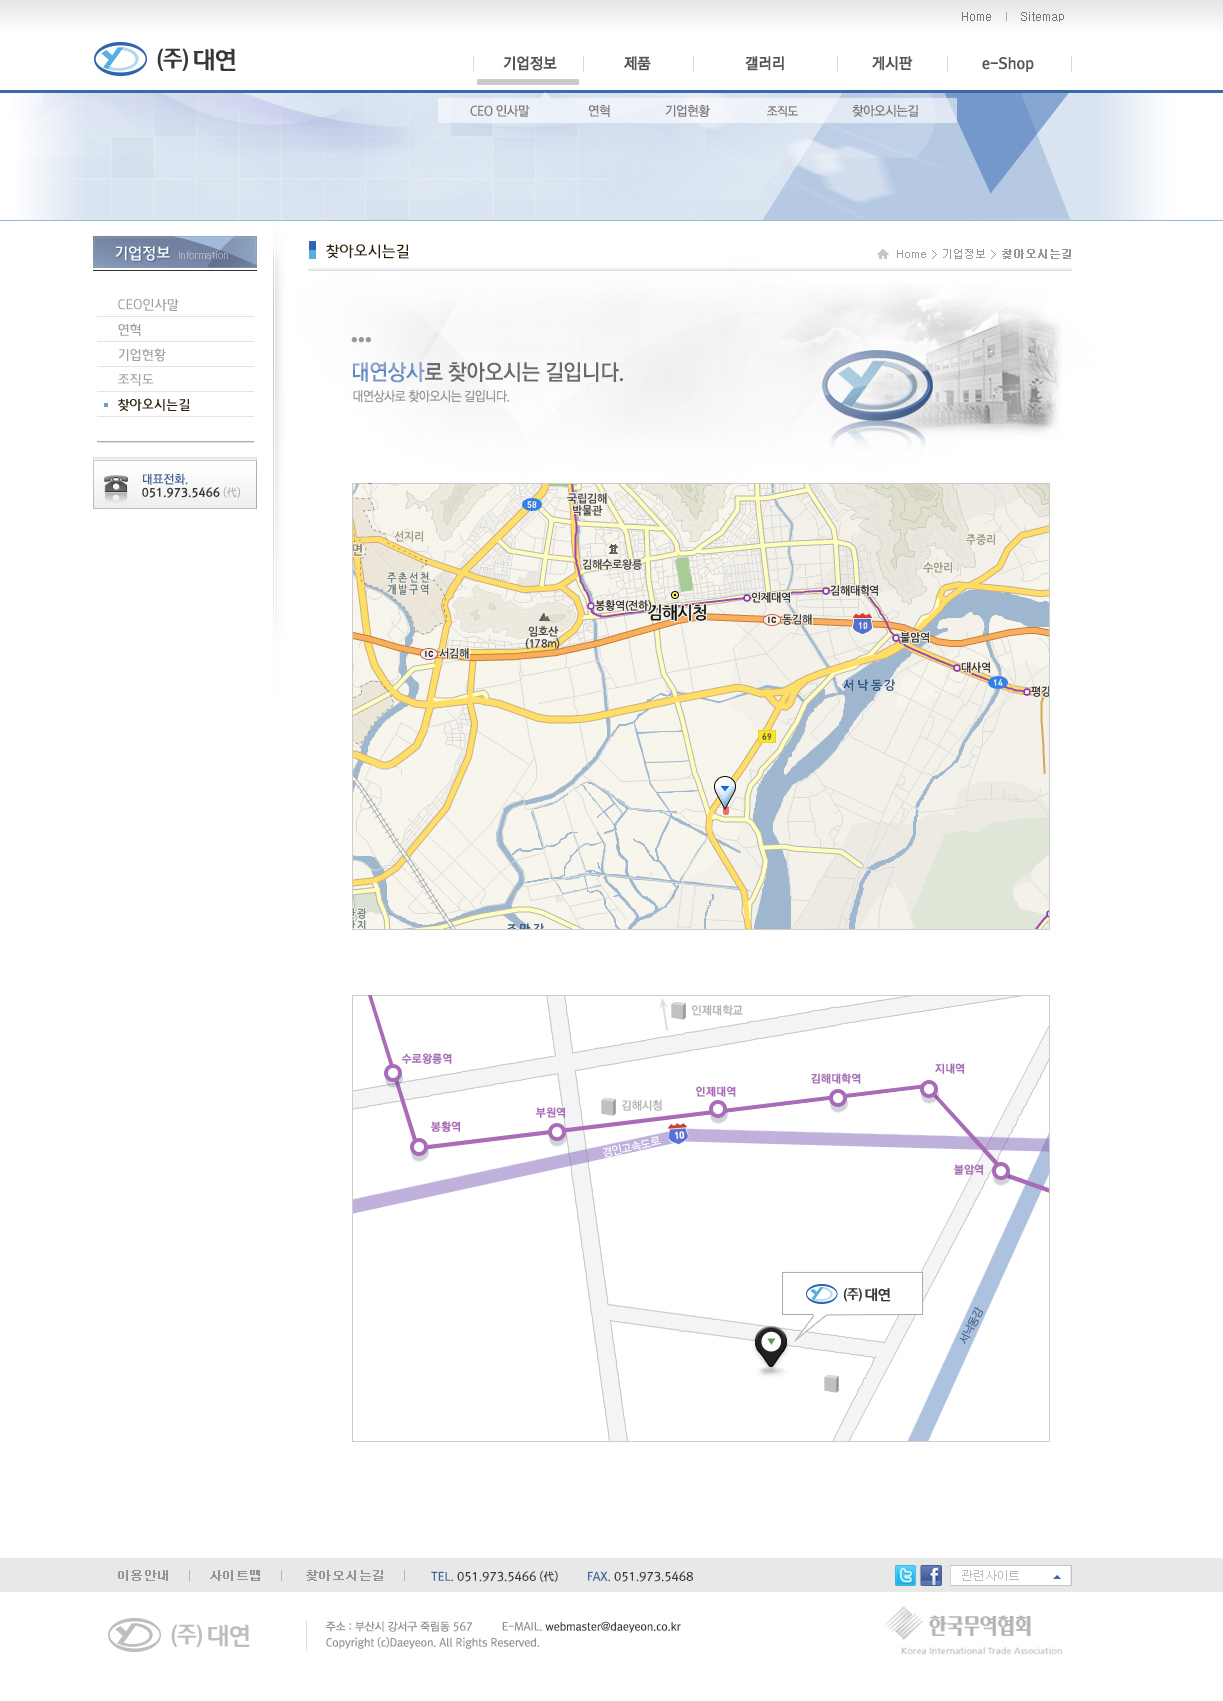 Home
Sitemap
(주)대연
기업정보
제품
갤러리
게시판
e-Shop
CEO 인사말
연혁
기업현황
조직도
찾아오시는길
기업정보 Information
CEO인사말
연혁
기업현황
조직도
찾아오시는길
대표전화.
051.973.5466 (代)
찾아오시는길
Home > 기업정보 > 찾아오시는길
대연상사로 찾아오시는 길입니다.
대연상사로 찾아오시는 길입니다.
국립김해
박물관
58
선지리
면
주촌선천
개발구역
김해수로왕릉
주중리
수안리
봉황역(전하)
김해시청
인제대역
김해대학역
임호산
(178m)
IC 동김해
10
불암역
IC 서김해
대사역
서낙동강
14
평강
69
광
지
조만강
인제대학교
수로왕릉역
지내역
김해대학역
인제대역
부원역
김해시청
봉황역
10
경인고속도로
불암역
(주)대연
서낙동강
이용안내
사이트맵
찾아오시는길
TEL. 051.973.5466 (代)
FAX. 051.973.5468
관련사이트
(주)대연
주소 : 부산시 강서구 죽림동 567
E-MAIL. webmaster@daeyeon.co.kr
Copyright (c)Daeyeon. All Rights Reserved.
한국무역협회
Korea International Trade Association